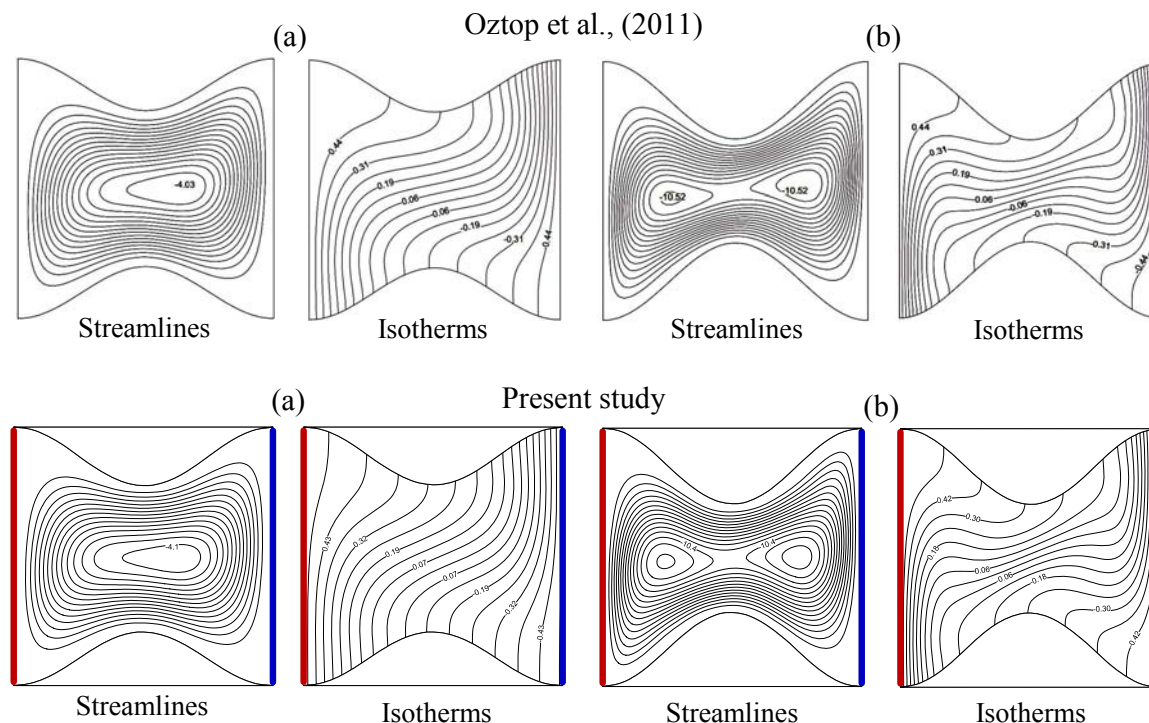 Oztop et al., (2011)
(a)
(b)
-4.03
0.44
0.31
0.19
0.06
-0.06
-0.19
-0.31
-0.44
-10.52
-10.52
0.44
0.31
0.19
0.06
-0.06
-0.19
-0.31
-0.44
Streamlines
Isotherms
Streamlines
Isotherms
Present study
(a)
(b)
-4.1
0.43
0.32
0.19
0.07
-0.07
-0.19
-0.32
-0.43
-10.4
-10.4
0.42
0.30
0.18
0.06
-0.06
-0.18
-0.30
-0.42
Streamlines
Isotherms
Streamlines
Isotherms